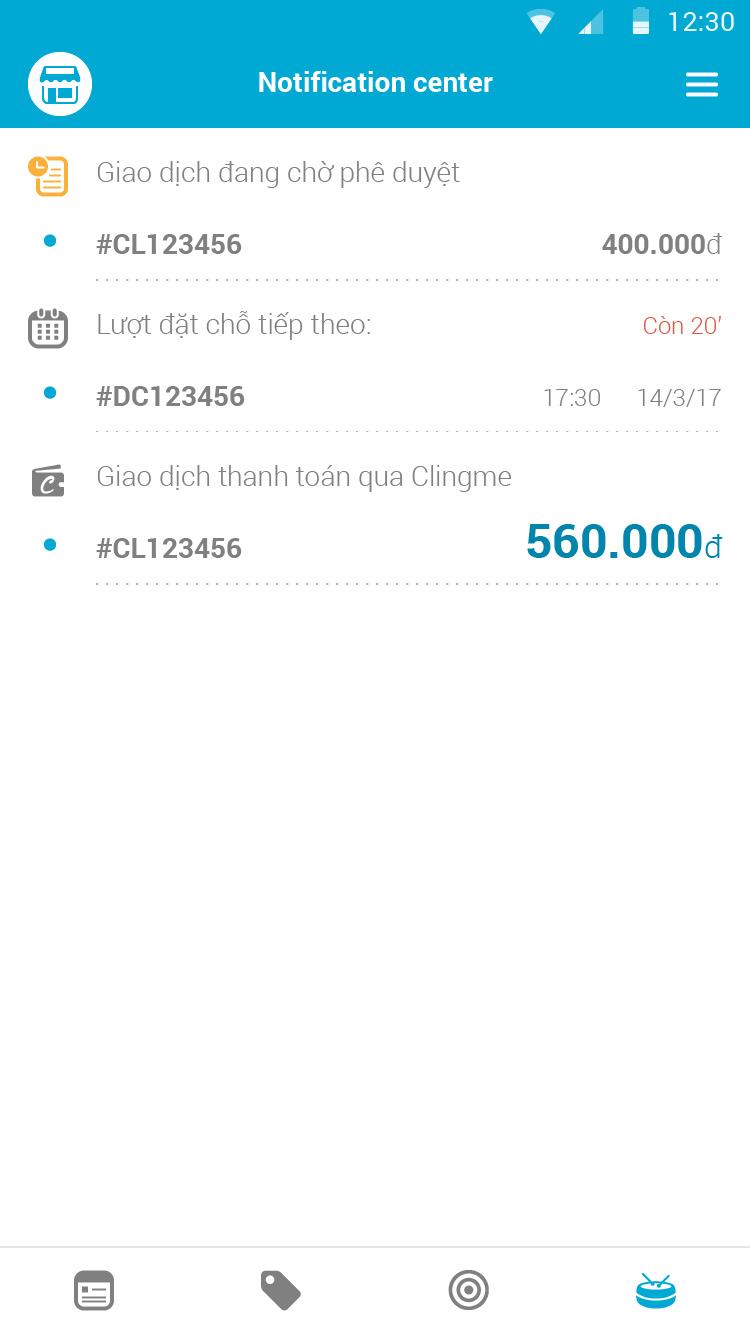 12:30
Notification center
Giao dịch đang chờ phê duyệt
#CL123456 400.000đ
Lượt đặt chỗ tiếp theo: Còn 20’
#DC123456 17:30 14/3/17
Giao dịch thanh toán qua Clingme
#CL123456 560.000đ